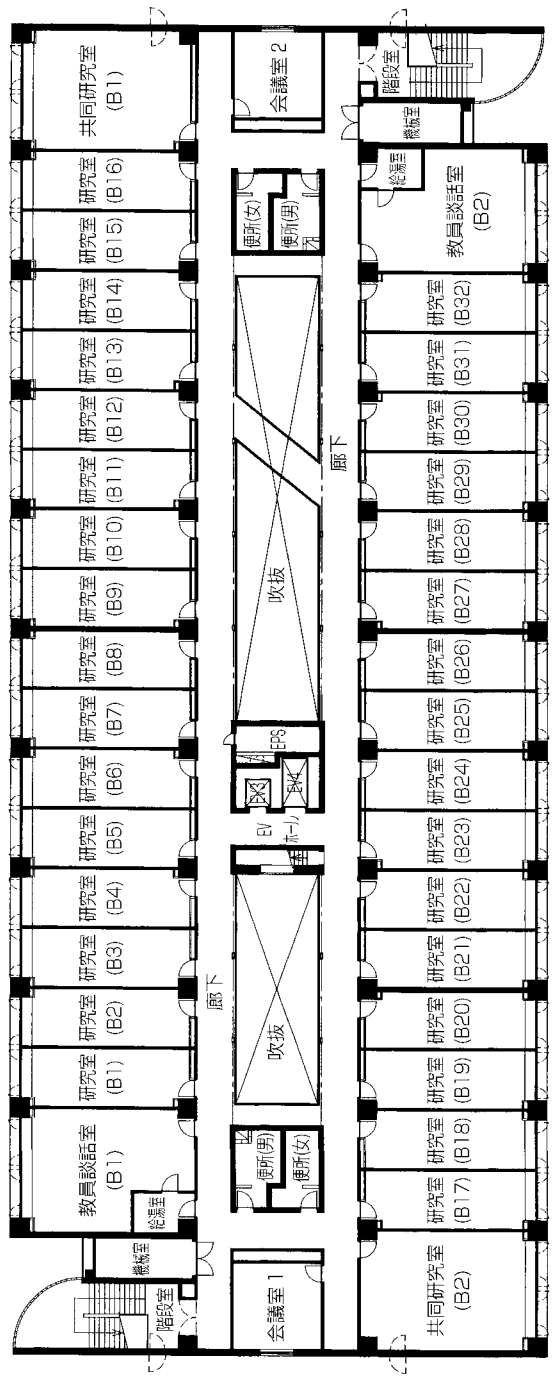 共同研究室
(B1)
研究室
(B16)
研究室
(B15)
研究室
(B14)
研究室
(B13)
研究室
(B12)
研究室
(B11)
研究室
(B10)
研究室
(B9)
研究室
(B8)
研究室
(B7)
研究室
(B6)
研究室
(B5)
研究室
(B4)
研究室
(B3)
研究室
(B2)
研究室
(B1)
教員談話室
(B1)
給湯室
機械室
階段室
会議室 2
便所(女)
便所(男)
吹抜
廊下
EPS
EV3
EV4
EV
ホール
廊下
吹抜
便所(男)
便所(女)
会議室 1
階段室
機械室
給湯室
教員談話室
(B2)
研究室
(B32)
研究室
(B31)
研究室
(B30)
研究室
(B29)
研究室
(B28)
研究室
(B27)
研究室
(B26)
研究室
(B25)
研究室
(B24)
研究室
(B23)
研究室
(B22)
研究室
(B21)
研究室
(B20)
研究室
(B19)
研究室
(B18)
研究室
(B17)
共同研究室
(B2)